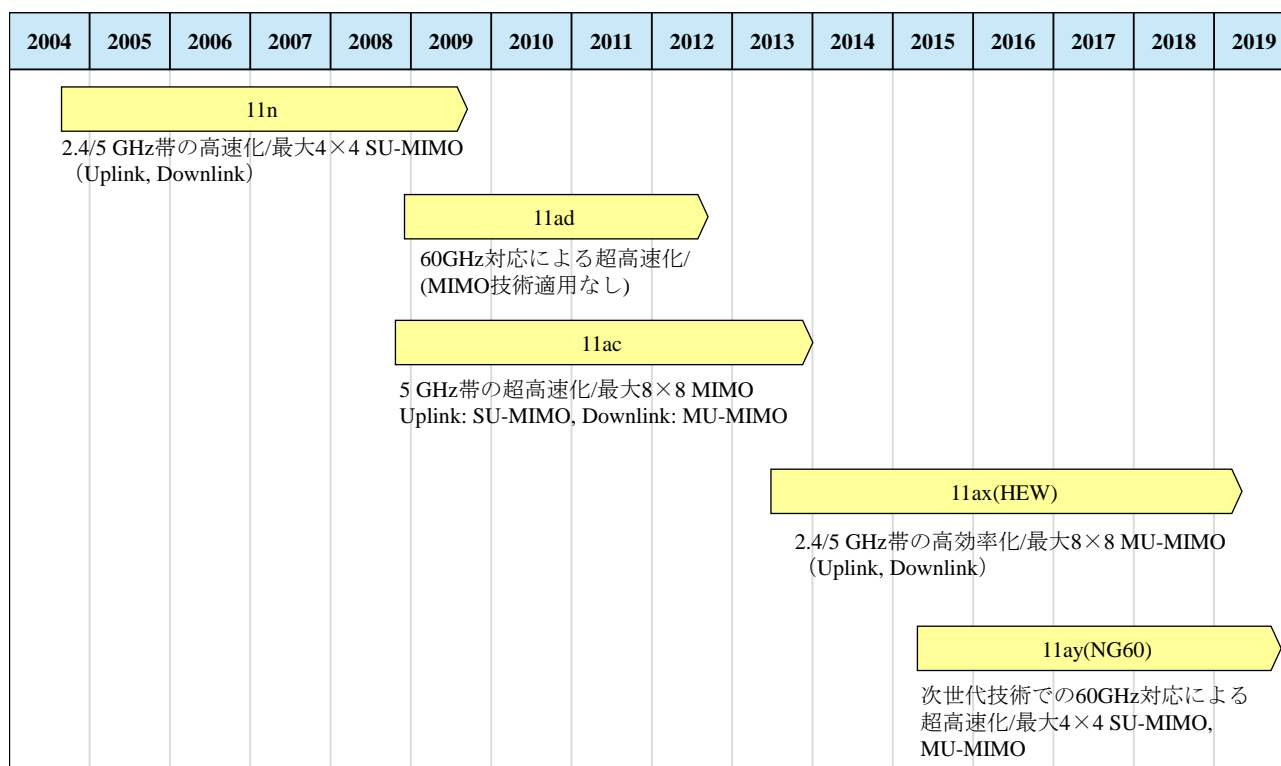 2004 2005 2006 2007 2008 2009 2010 2011 2012 2013 2014 2015 2016 2017 2018 2019
11n
2.4/5 GHz帯の高速化/最大4×4 SU-MIMO
（Uplink, Downlink）
11ad
60GHz対応による超高速化/
(MIMO技術適用なし)
11ac
5 GHz帯の超高速化/最大8×8 MIMO
Uplink: SU-MIMO, Downlink: MU-MIMO
11ax(HEW)
2.4/5 GHz帯の高効率化/最大8×8 MU-MIMO
（Uplink, Downlink）
11ay(NG60)
次世代技術での60GHz対応による
超高速化/最大4×4 SU-MIMO,
MU-MIMO